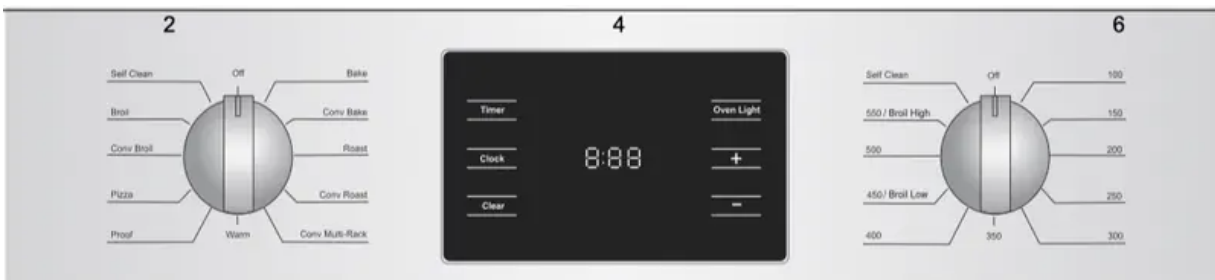 2
4
6
Self Clean
Off
Bake
Broil
Conv Bake
Conv Broil
Roast
Pizza
Conv Roast
Proof
Warm
Conv Multi-Rack
Timer
Oven Light
Clock
8:88
+
Clear
-
Self Clean
Off
100
550 / Broil High
150
500
200
450 / Broil Low
250
400
350
300